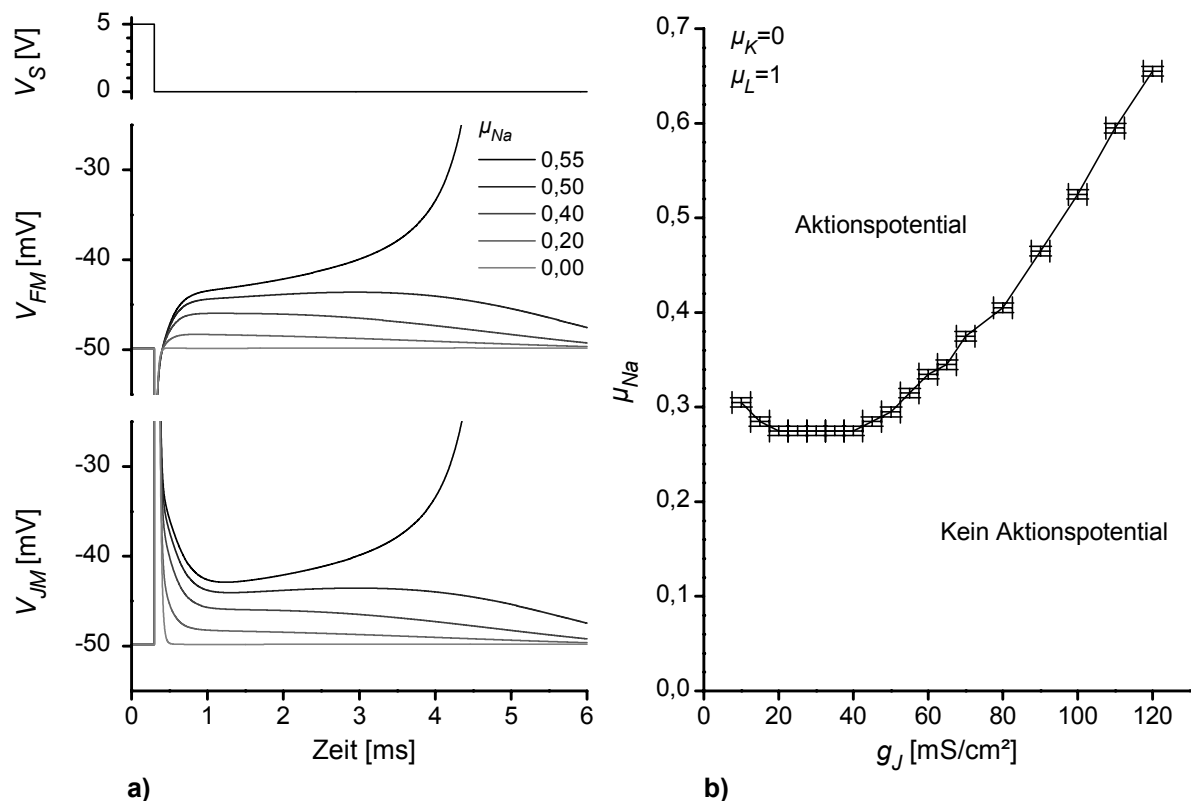 V_S [V]
5
0
V_FM [mV]
-30
-40
-50
μ_Na
0,55
0,50
0,40
0,20
0,00
V_JM [mV]
-30
-40
-50
0 1 2 3 4 5 6
Zeit [ms]
a)
μ_Na
0,7
0,6
0,5
0,4
0,3
0,2
0,1
0,0
μ_K=0
μ_L=1
Aktionspotential
Kein Aktionspotential
0 20 40 60 80 100 120
g_J [mS/cm²]
b)